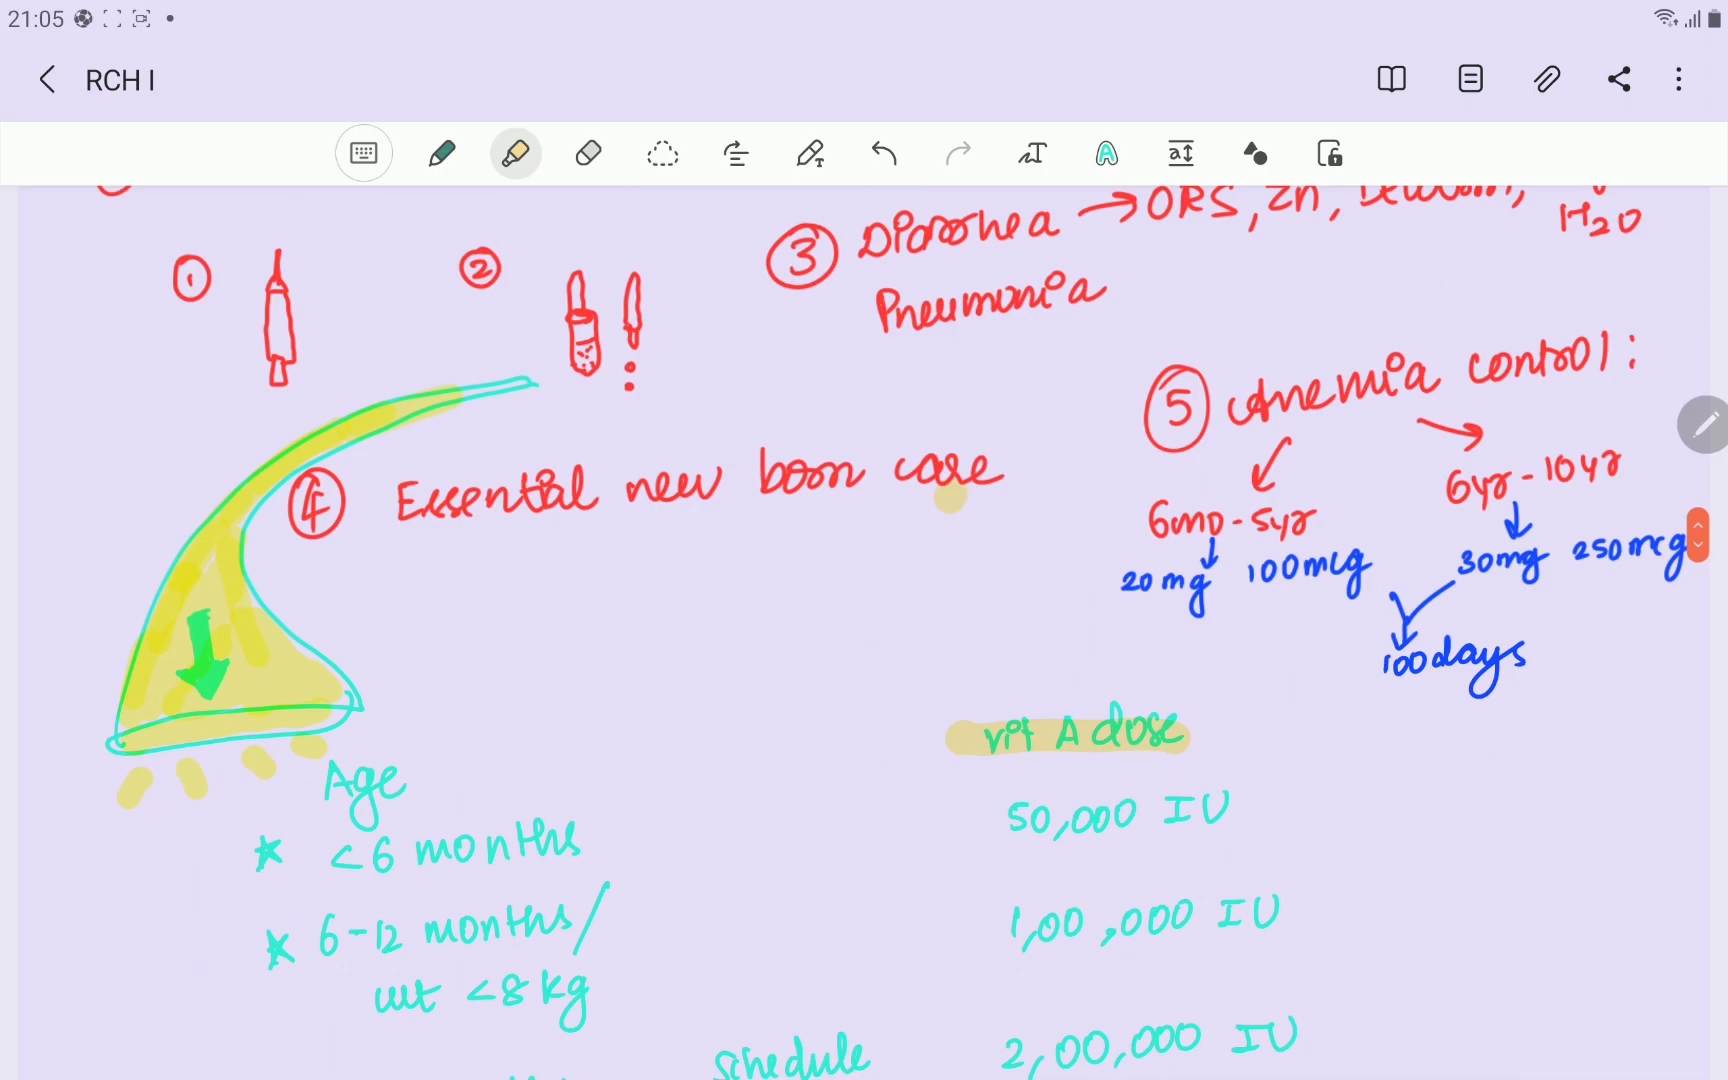 21:05
RCH I
③ Diarrhea → ORS, Zn,
H₂O
Pneumonia
①
②
⑤ Anemia control :
④ Essential new born care
6mo - 5yr
6yr - 10yr
20 mg 100mcg
30mg 250mcg
100days
vit A dose
Age
50,000 IU
* <6 months
* 6-12 months/
1,00,000 IU
wt <8 kg
schedule
2,00,000 IU